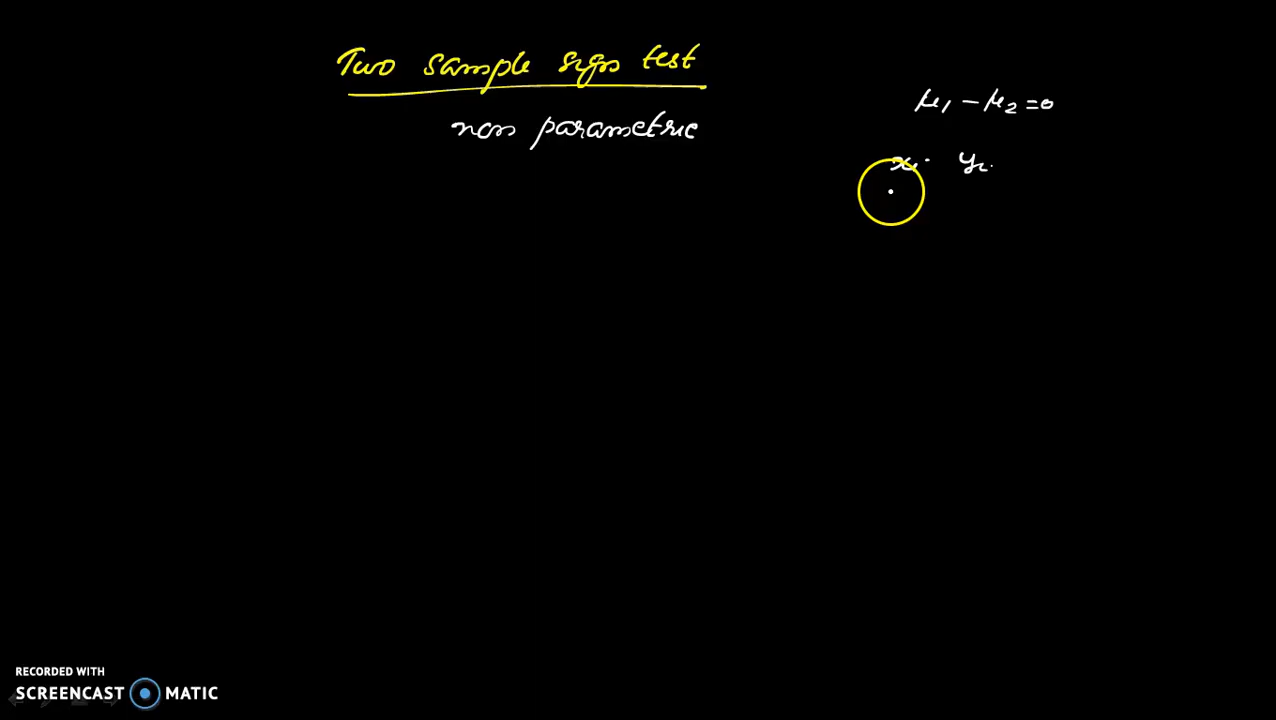 Two sample sign test
non parametric
μ₁ - μ₂ = 0
xᵢ yᵢ
RECORDED WITH
SCREENCAST MATIC